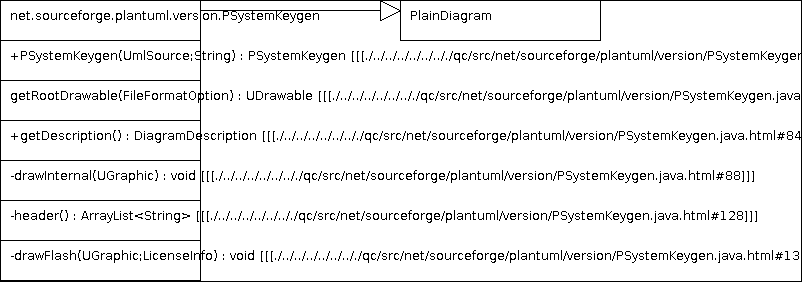 net.sourceforge.plantuml.version.PSystemKeygen
PlainDiagram
+PSystemKeygen(UmlSource;String) : PSystemKeygen [[[./../../../../../../../qc/src/net/sourceforge/plantuml/version/PSystemKeygen
getRootDrawable(FileFormatOption) : UDrawable [[[./../../../../../../../qc/src/net/sourceforge/plantuml/version/PSystemKeygen.java
+getDescription() : DiagramDescription [[[./../../../../../../../qc/src/net/sourceforge/plantuml/version/PSystemKeygen.java.html#84
-drawInternal(UGraphic) : void [[[./../../../../../../../qc/src/net/sourceforge/plantuml/version/PSystemKeygen.java.html#88]]]
-header() : ArrayList<String> [[[./../../../../../../../qc/src/net/sourceforge/plantuml/version/PSystemKeygen.java.html#128]]]
-drawFlash(UGraphic;LicenseInfo) : void [[[./../../../../../../../qc/src/net/sourceforge/plantuml/version/PSystemKeygen.java.html#13